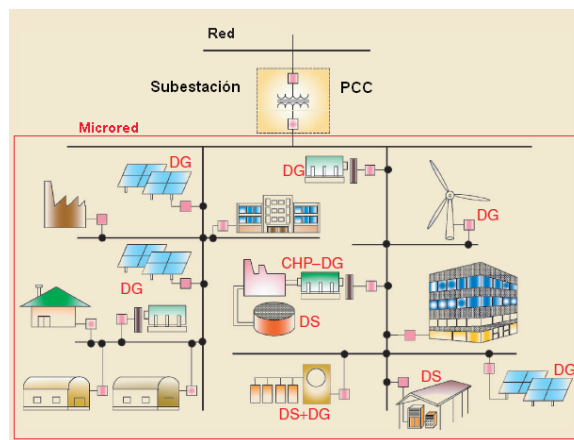 Red
Subestación
PCC
Microred
DG
DG
DG
DG
CHP–DG
DS
DS+DG
DS
DG